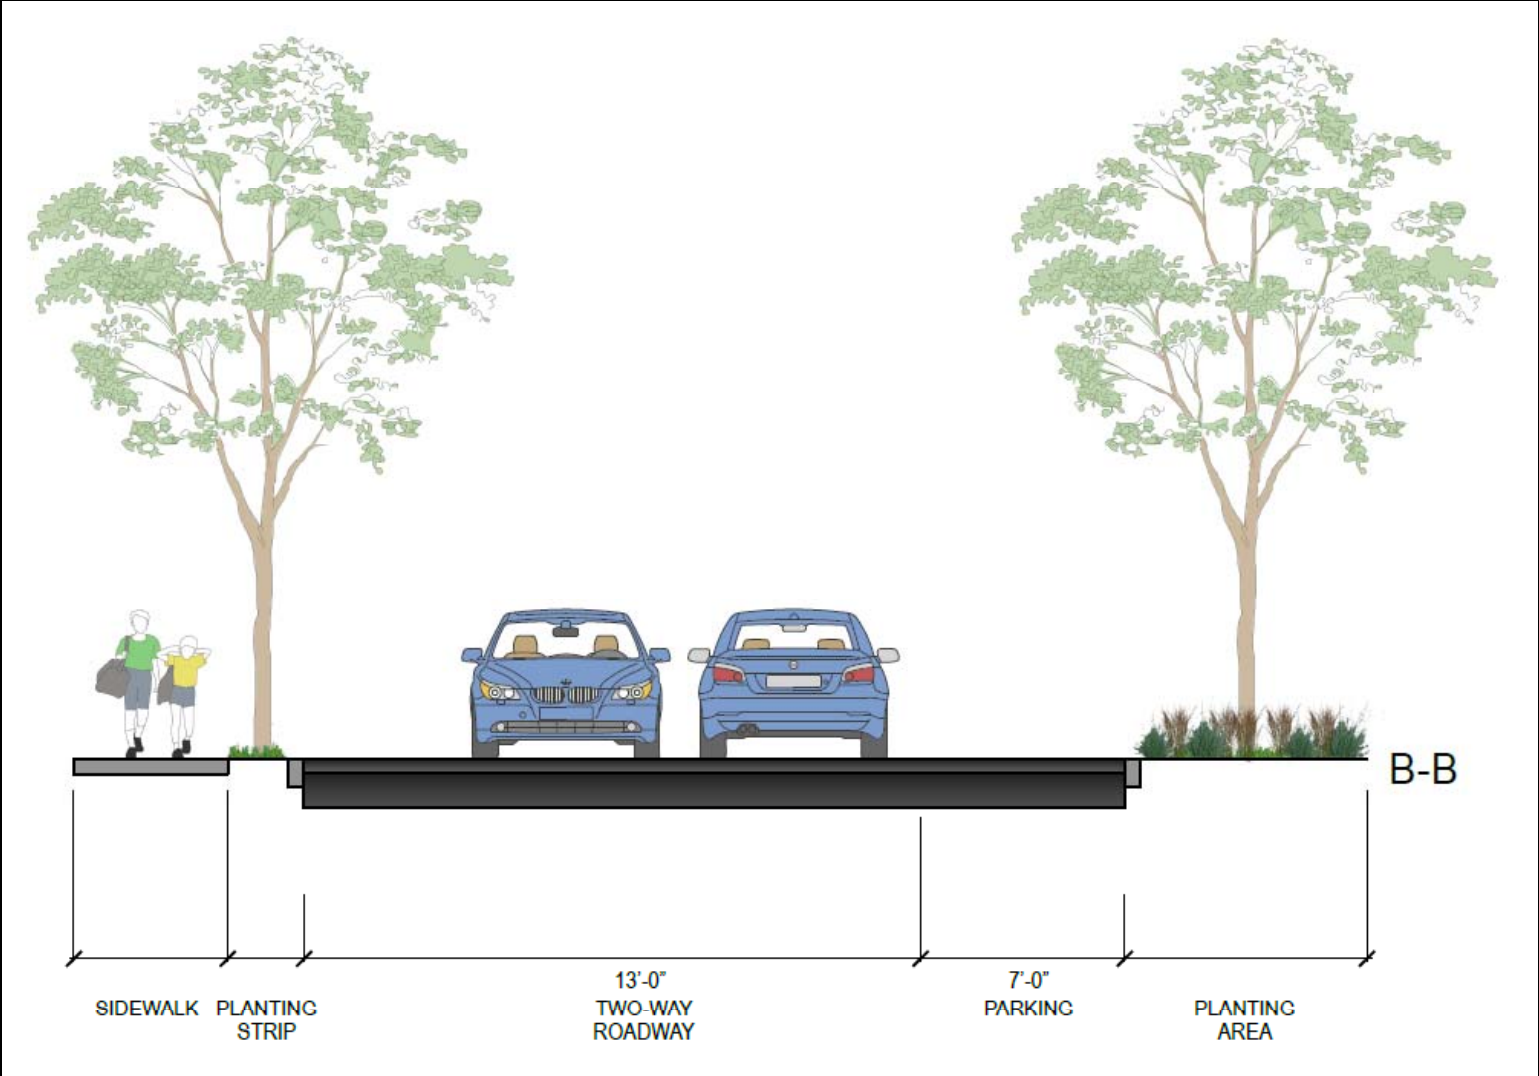 B-B
13'-0"
7'-0"
SIDEWALK
PLANTING
STRIP
TWO-WAY
ROADWAY
PARKING
PLANTING
AREA